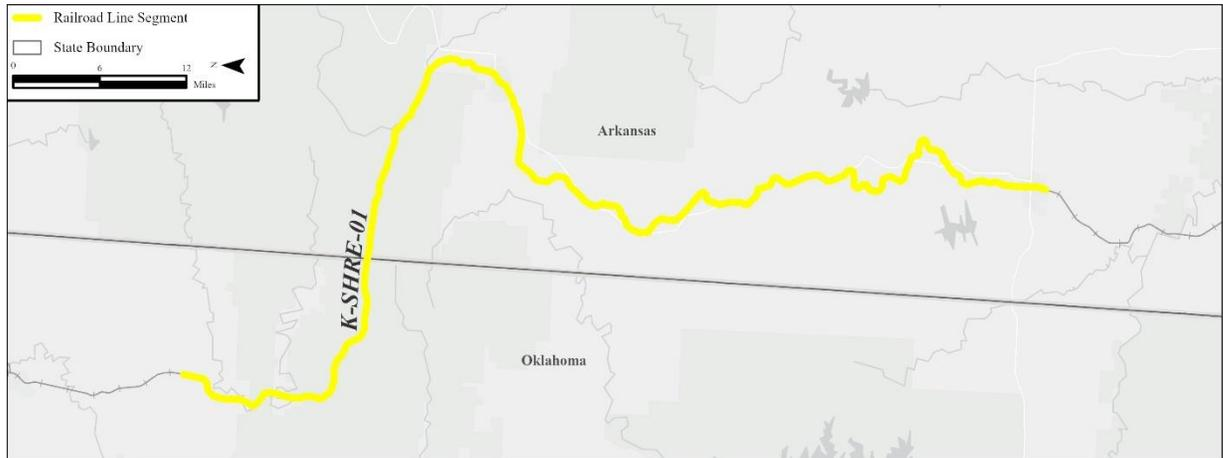 Railroad Line Segment
State Boundary
0 6 12
Miles
N
Arkansas
K-SHRE-01
Oklahoma